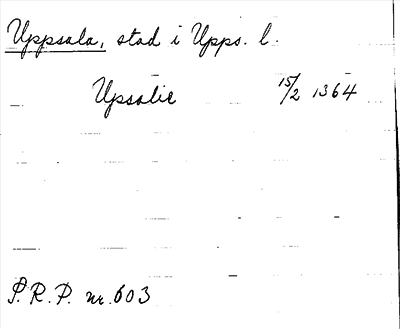 Uppsala, stad i Upps. l.
Upsalie 15/2 1364
P.R.P. nr. 603